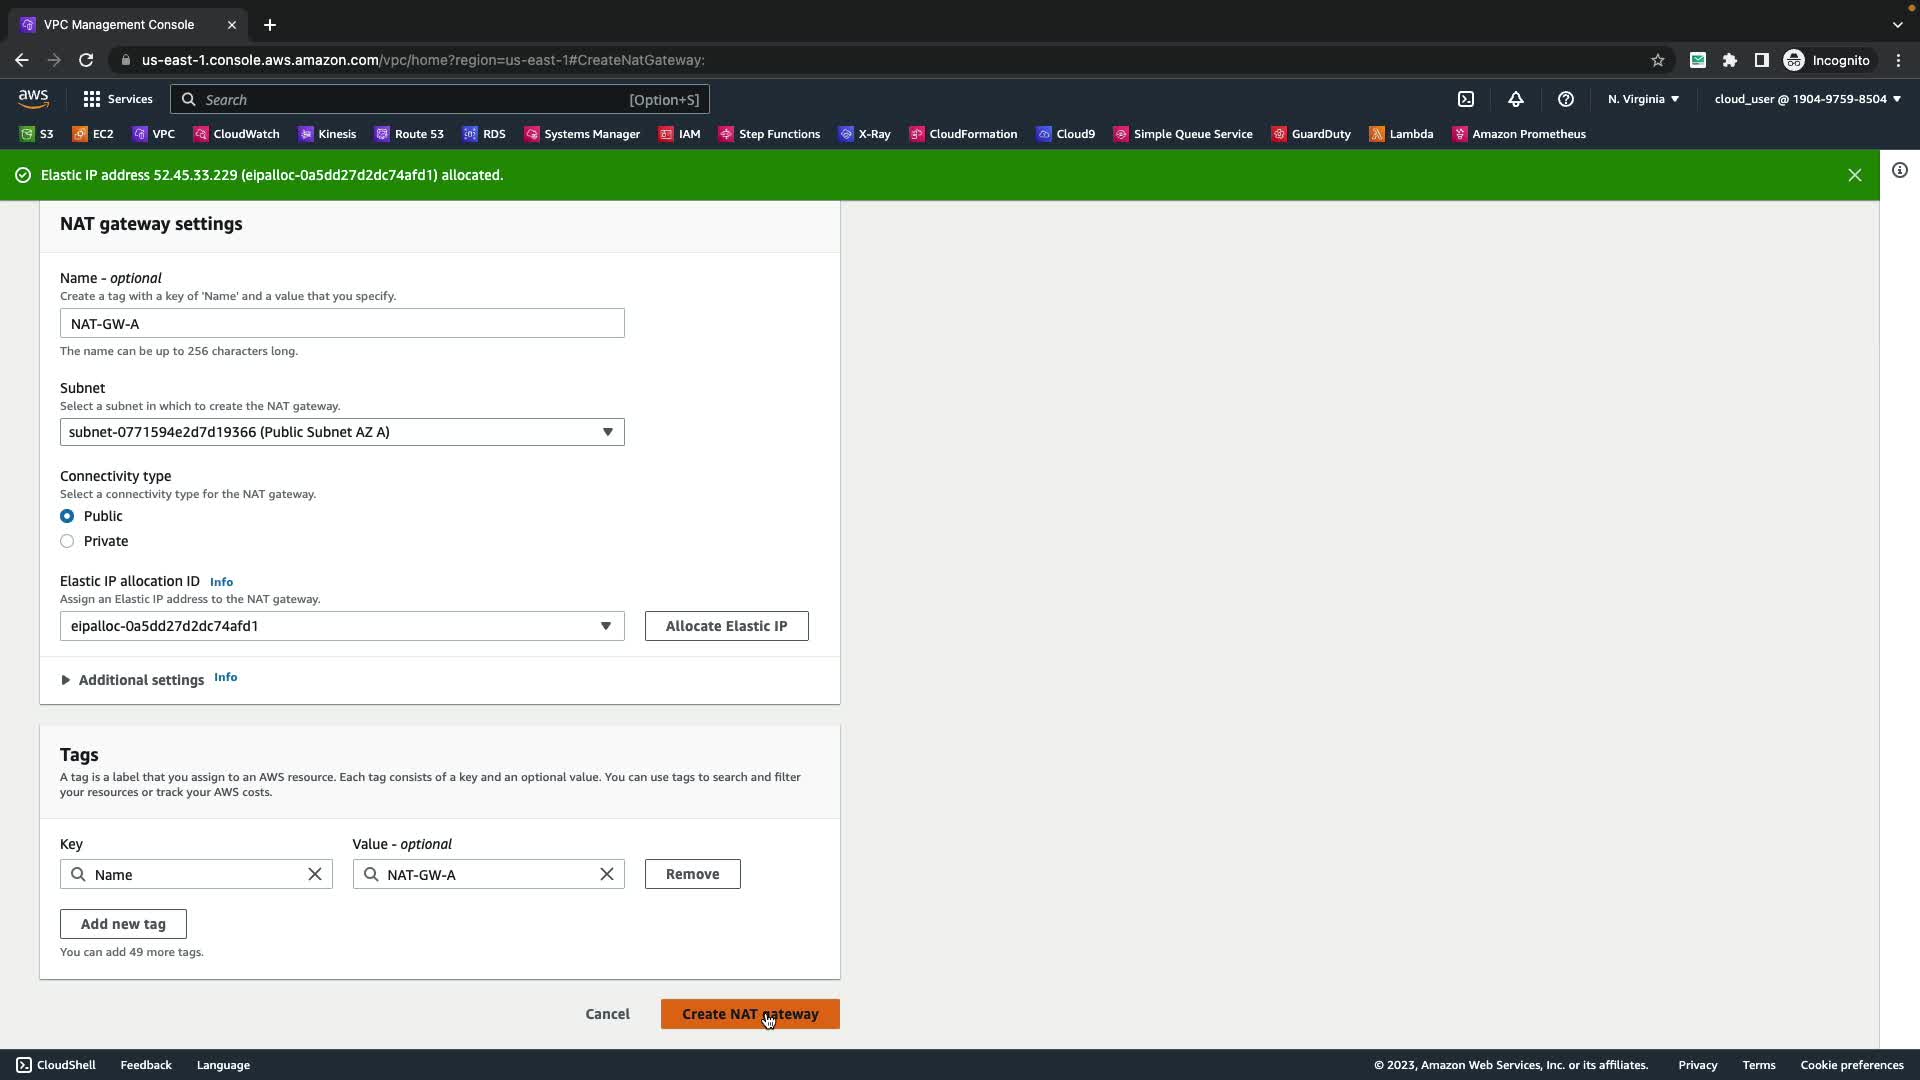 VPC Management Console
us-east-1.console.aws.amazon.com/vpc/home?region=us-east-1#CreateNatGateway:
Incognito
aws
Services
Search
[Option+S]
N. Virginia
cloud_user @ 1904-9759-8504
S3
EC2
VPC
CloudWatch
Kinesis
Route 53
RDS
Systems Manager
IAM
Step Functions
X-Ray
CloudFormation
Cloud9
Simple Queue Service
GuardDuty
Lambda
Amazon Prometheus
Elastic IP address 52.45.33.229 (eipalloc-0a5dd27d2dc74afd1) allocated.
NAT gateway settings
Name - optional
Create a tag with a key of 'Name' and a value that you specify.
NAT-GW-A
The name can be up to 256 characters long.
Subnet
Select a subnet in which to create the NAT gateway.
subnet-0771594e2d7d19366 (Public Subnet AZ A)
Connectivity type
Select a connectivity type for the NAT gateway.
Public
Private
Elastic IP allocation ID Info
Assign an Elastic IP address to the NAT gateway.
eipalloc-0a5dd27d2dc74afd1
Allocate Elastic IP
Additional settings Info
Tags
A tag is a label that you assign to an AWS resource. Each tag consists of a key and an optional value. You can use tags to search and filter
your resources or track your AWS costs.
Key
Value - optional
Name
NAT-GW-A
Remove
Add new tag
You can add 49 more tags.
Cancel
Create NAT gateway
CloudShell
Feedback
Language
© 2023, Amazon Web Services, Inc. or its affiliates.
Privacy
Terms
Cookie preferences